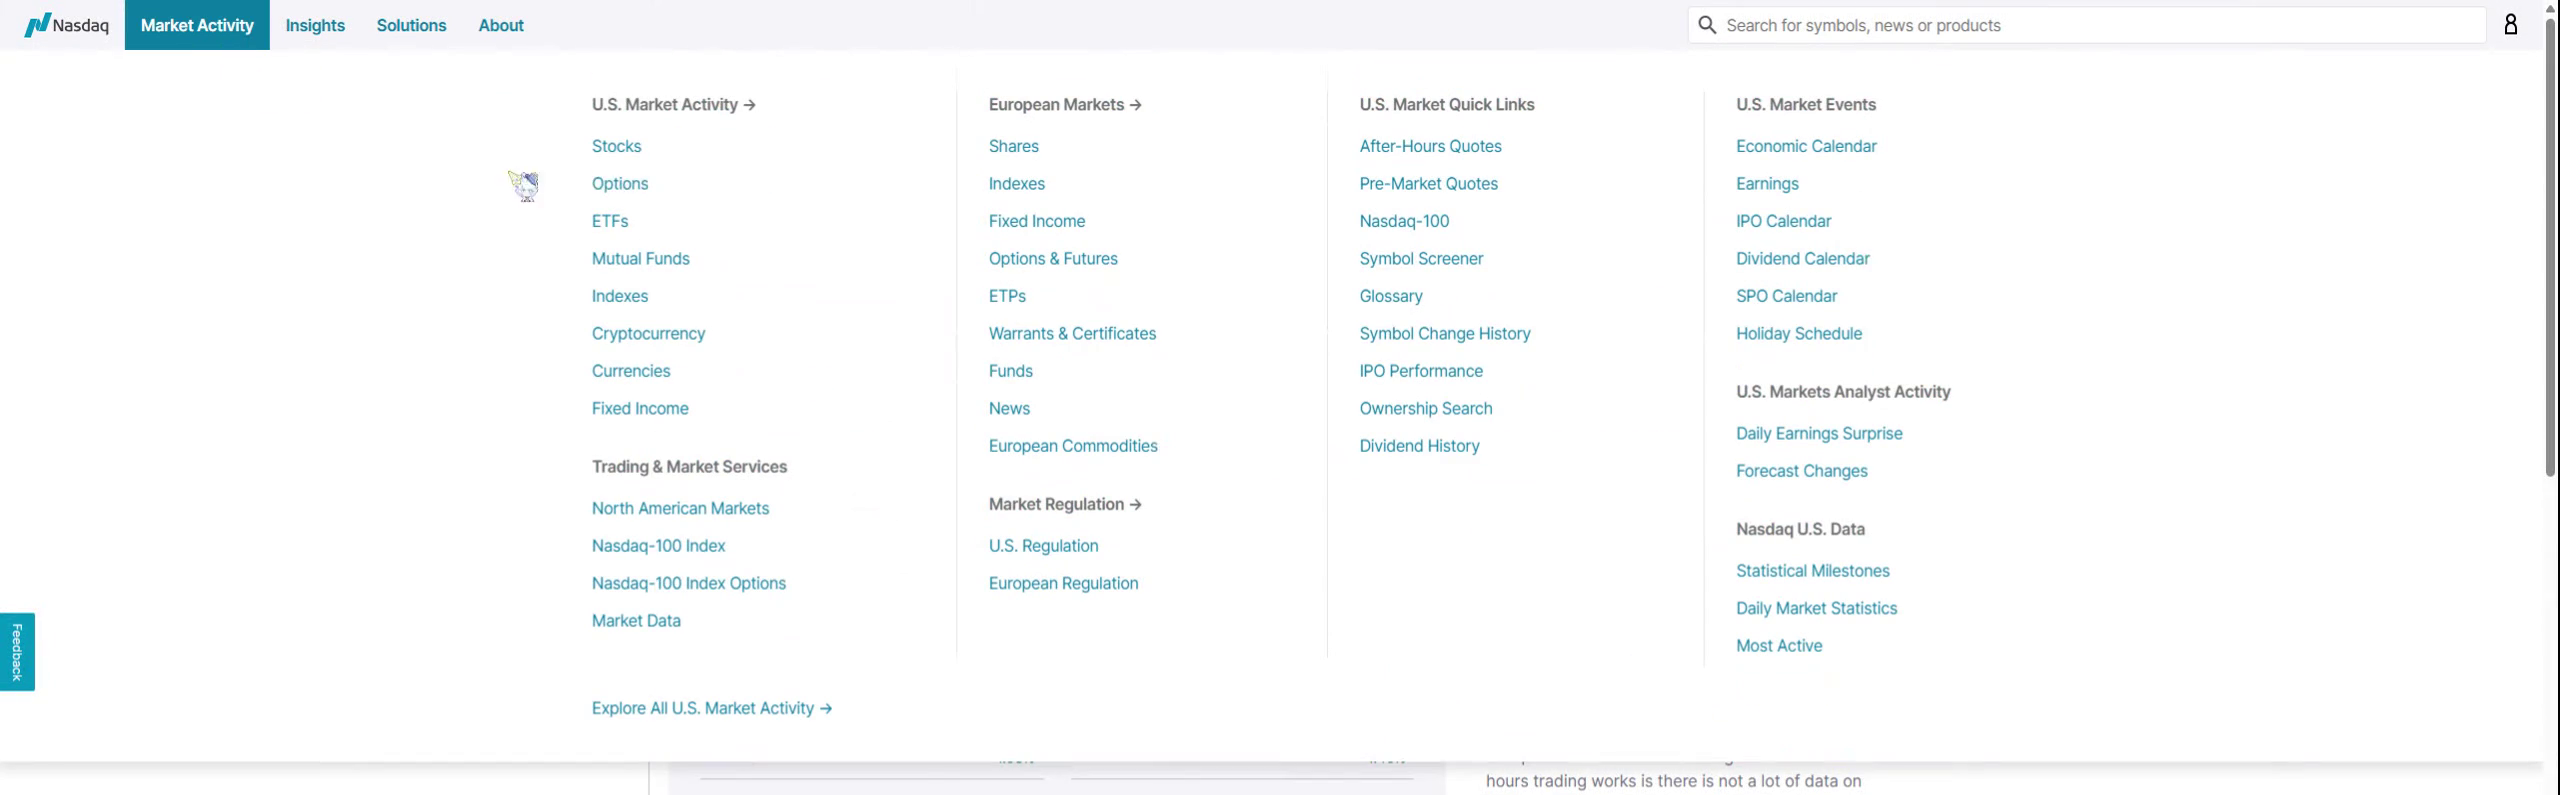 Nasdaq
Market Activity
Insights
Solutions
About
Search for symbols, news or products
U.S. Market Activity →
Stocks
Options
ETFs
Mutual Funds
Indexes
Cryptocurrency
Currencies
Fixed Income
Trading & Market Services
North American Markets
Nasdaq-100 Index
Nasdaq-100 Index Options
Market Data
Explore All U.S. Market Activity →
European Markets →
Shares
Indexes
Fixed Income
Options & Futures
ETPs
Warrants & Certificates
Funds
News
European Commodities
Market Regulation →
U.S. Regulation
European Regulation
U.S. Market Quick Links
After-Hours Quotes
Pre-Market Quotes
Nasdaq-100
Symbol Screener
Glossary
Symbol Change History
IPO Performance
Ownership Search
Dividend History
U.S. Market Events
Economic Calendar
Earnings
IPO Calendar
Dividend Calendar
SPO Calendar
Holiday Schedule
U.S. Markets Analyst Activity
Daily Earnings Surprise
Forecast Changes
Nasdaq U.S. Data
Statistical Milestones
Daily Market Statistics
Most Active
Feedback
hours trading works is there is not a lot of data on